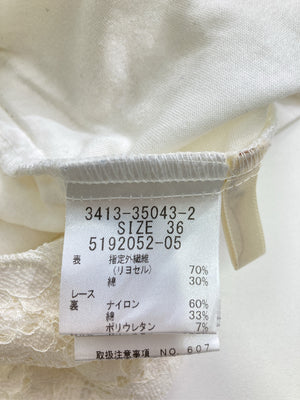 3413-35043-2
SIZE 36
5192052-05
表 指定外繊維
(リヨセル) 70%
綿 30%
レース
裏 ナイロン 60%
綿 33%
ポリウレタン 7%
取扱注意事項 NO. 607